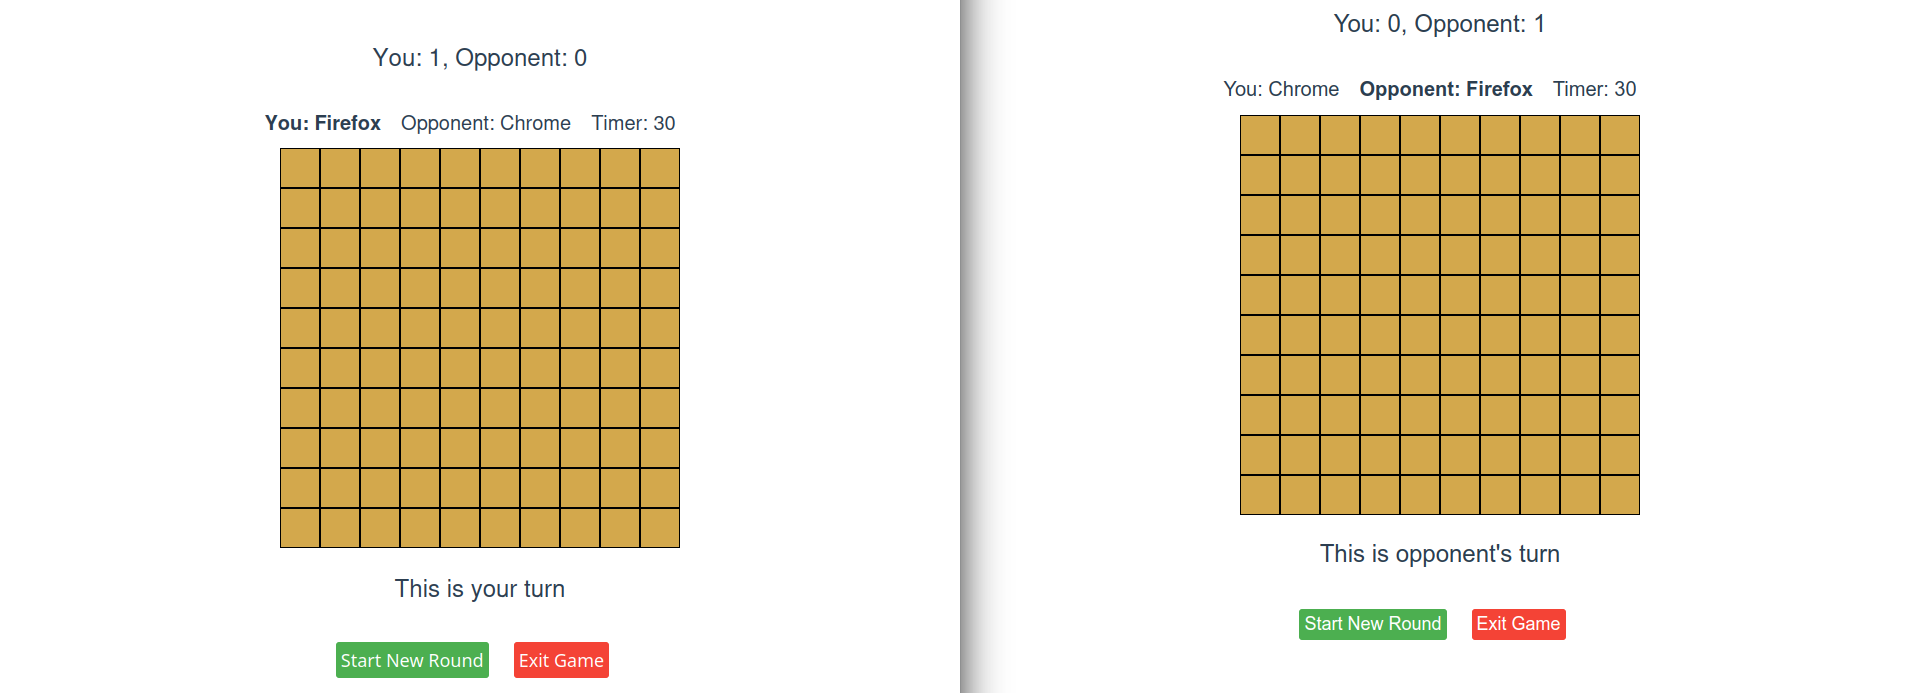 You: 1, Opponent: 0
You: Firefox Opponent: Chrome Timer: 30
This is your turn
Start New Round Exit Game
You: 0, Opponent: 1
You: Chrome Opponent: Firefox Timer: 30
This is opponent's turn
Start New Round Exit Game